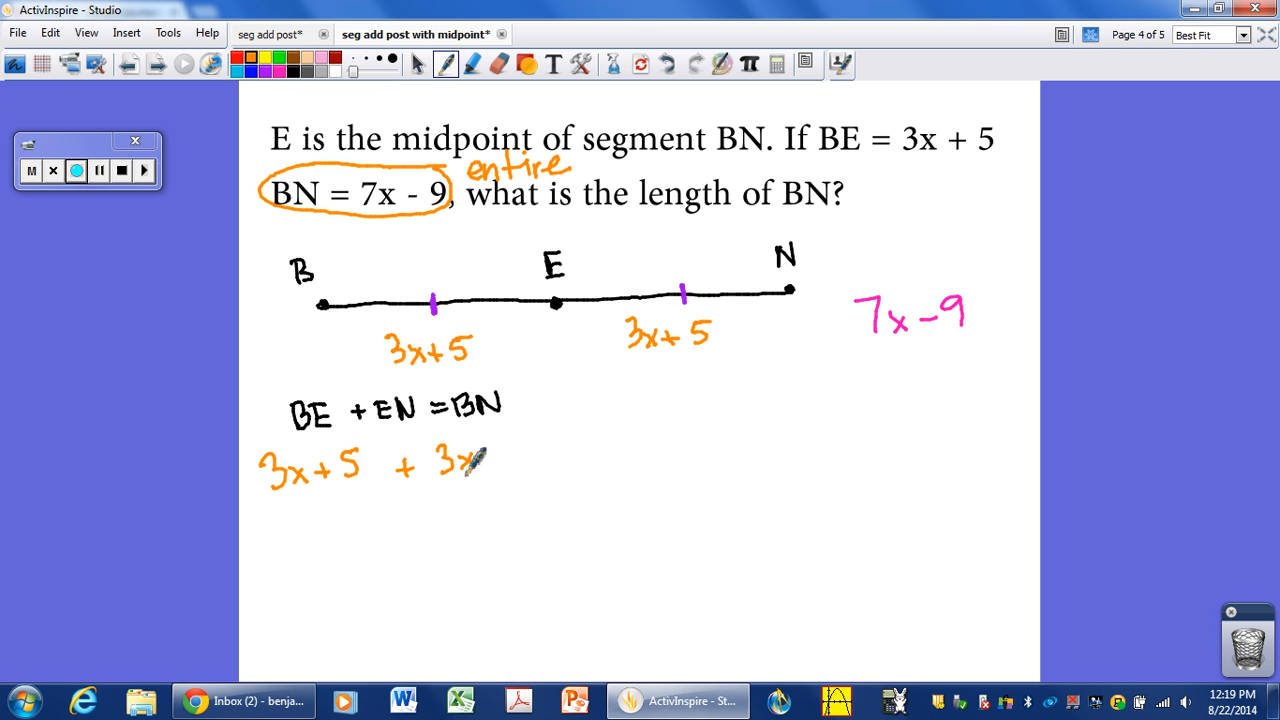 ActivInspire - Studio
File Edit View Insert Tools Help
seg add post*
seg add post with midpoint*
Page 4 of 5
Best Fit
E is the midpoint of segment BN. If BE = 3x + 5
entire
BN = 7x - 9, what is the length of BN?
B
E
N
3x+5
3x+5
7x-9
BE + EN = BN
3x+5 + 3x
M
Inbox (2) - benja...
ActivInspire - Stu...
12:19 PM
8/22/2014